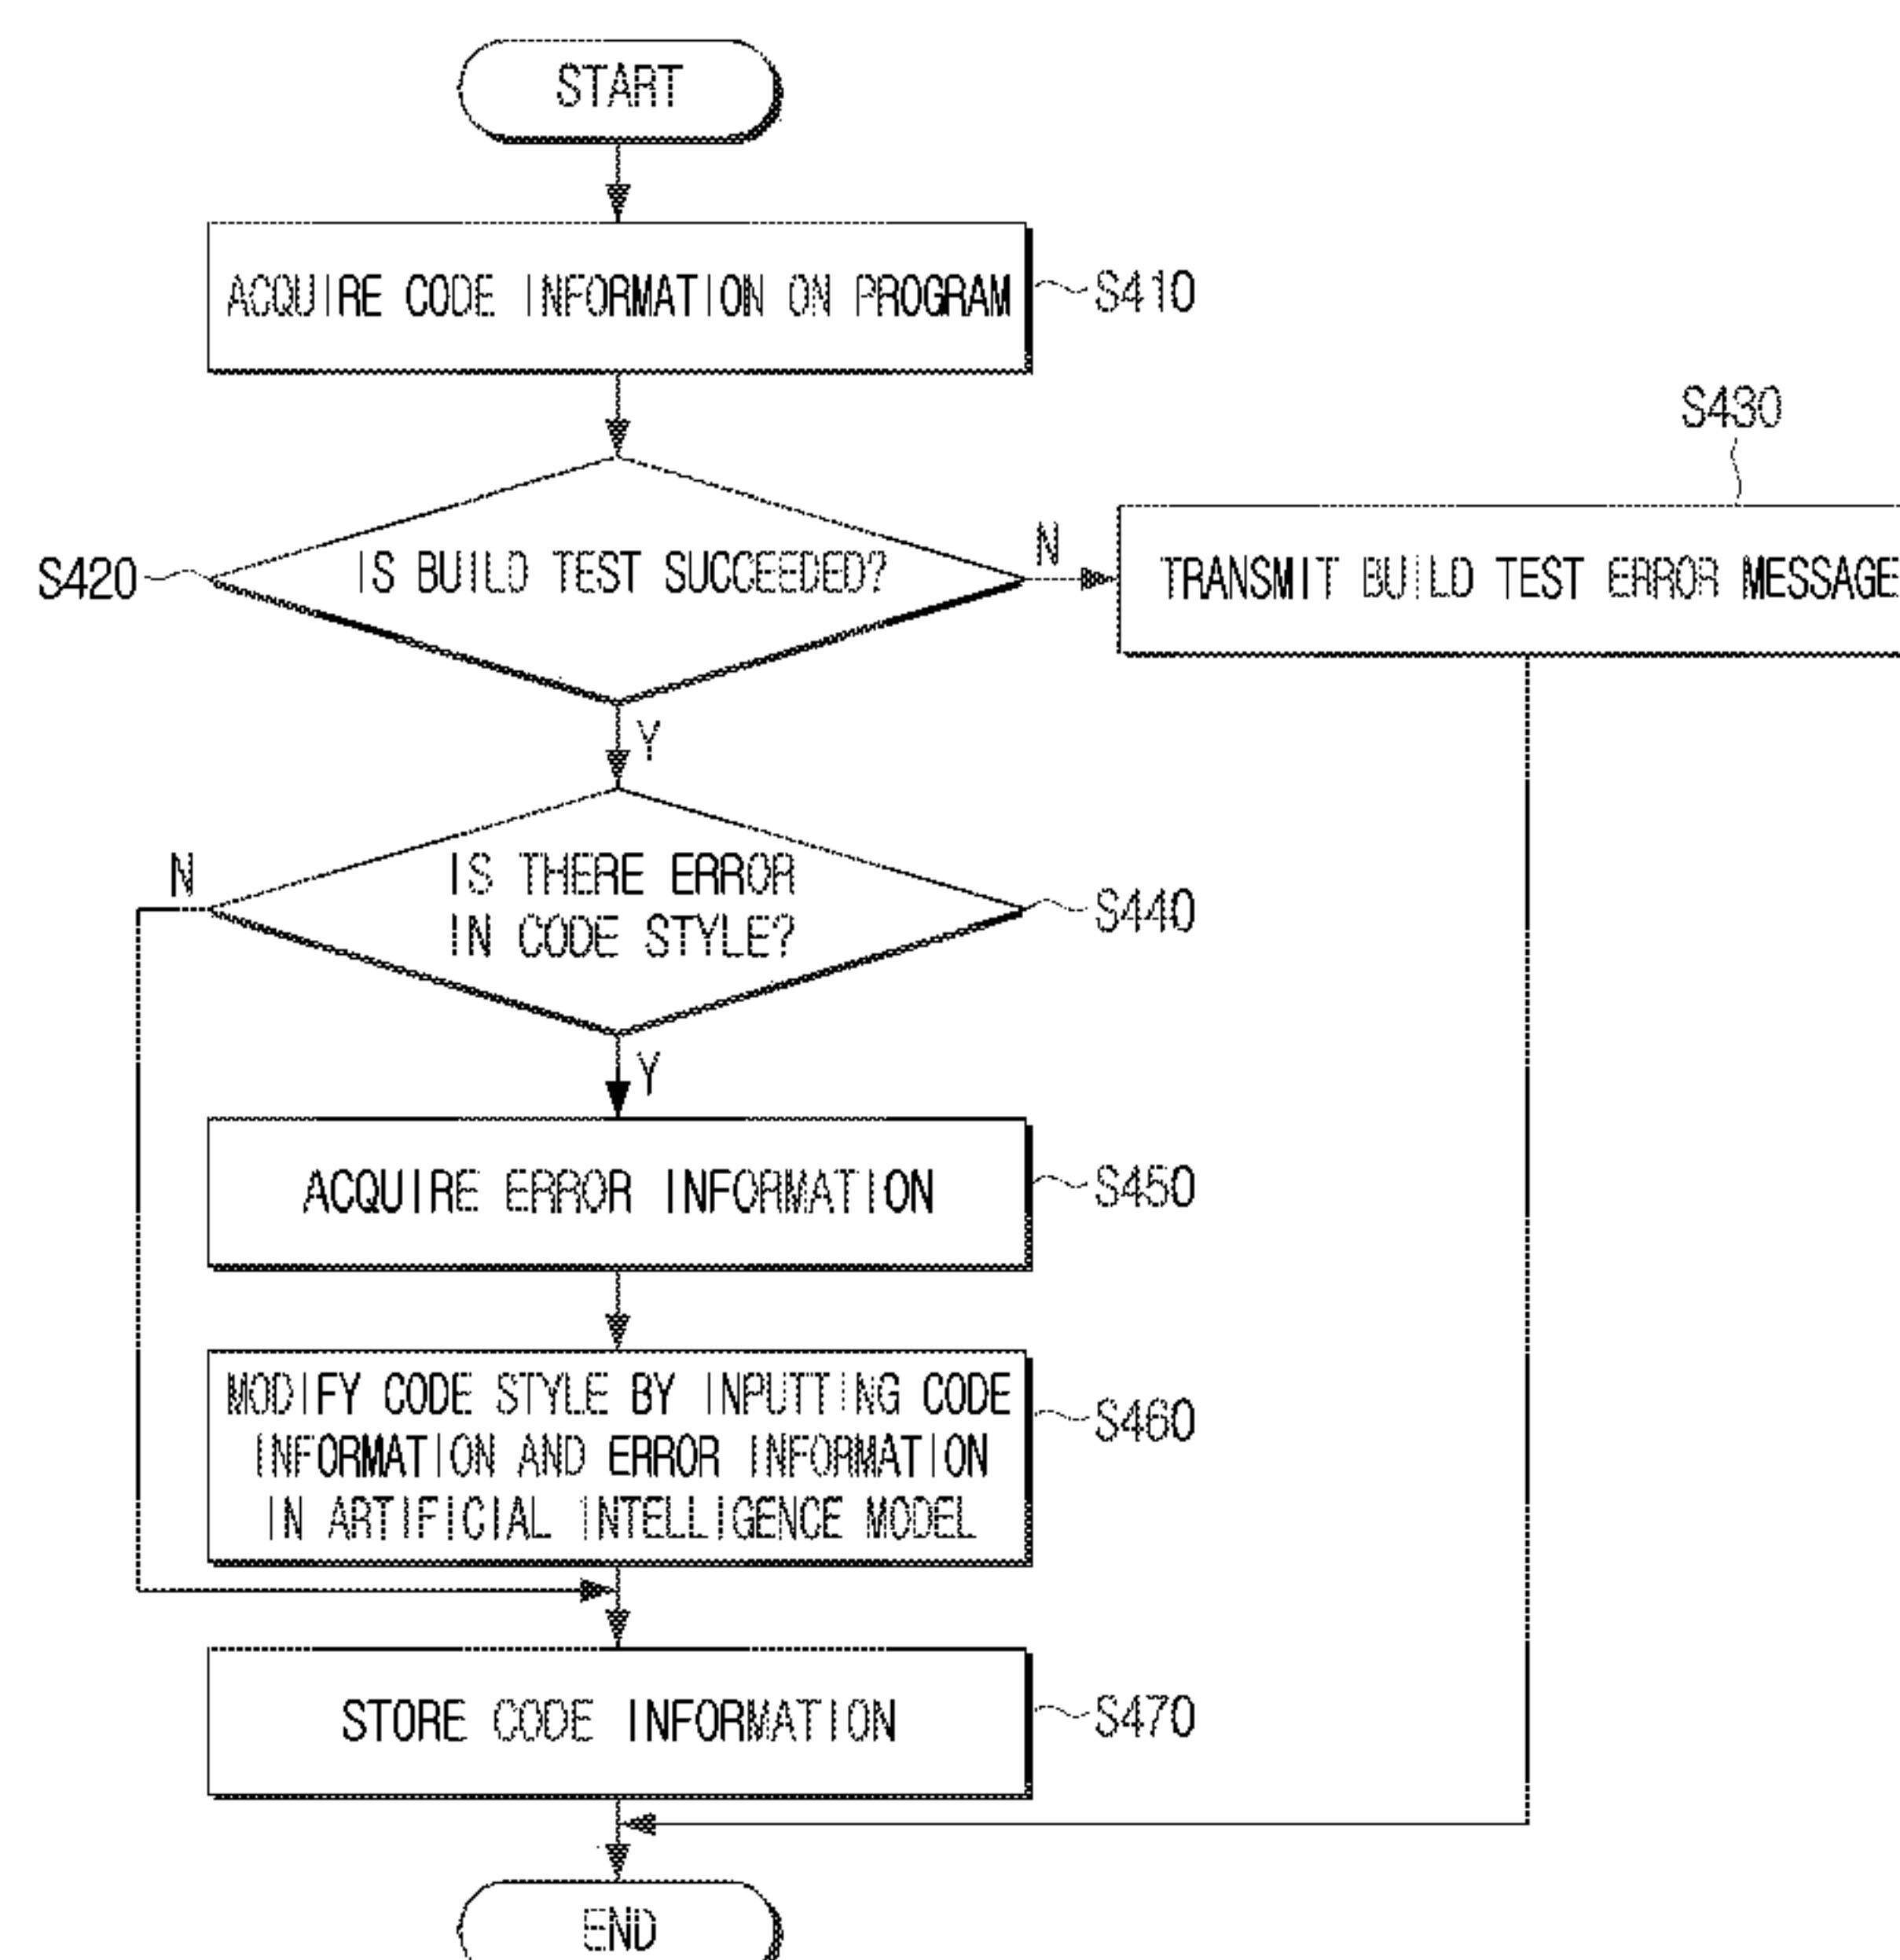 START
ACQUIRE CODE INFORMATION ON PROGRAM
S410
S430
S420
IS BUILD TEST SUCCEEDED?
N
TRANSMIT BUILD TEST ERROR MESSAGE
Y
N
IS THERE ERROR
IN CODE STYLE?
S440
Y
ACQUIRE ERROR INFORMATION
S450
MODIFY CODE STYLE BY INPUTTING CODE
INFORMATION AND ERROR INFORMATION
IN ARTIFICIAL INTELLIGENCE MODEL
S460
STORE CODE INFORMATION
S470
END